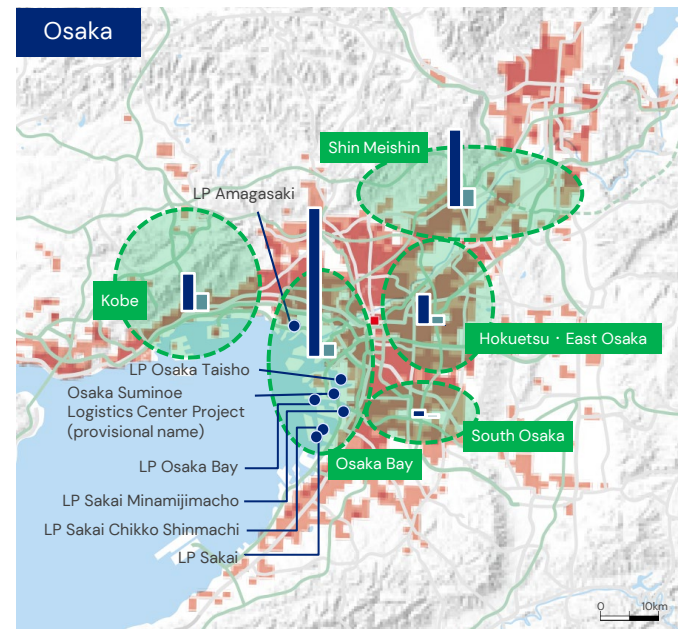 Osaka
Shin Meishin
LP Amagasaki
Kobe
Hokuetsu・East Osaka
LP Osaka Taisho
Osaka Suminoe
Logistics Center Project
(provisional name)
South Osaka
Osaka Bay
LP Osaka Bay
LP Sakai Minamijimacho
LP Sakai Chikko Shinmachi
LP Sakai
0 10km